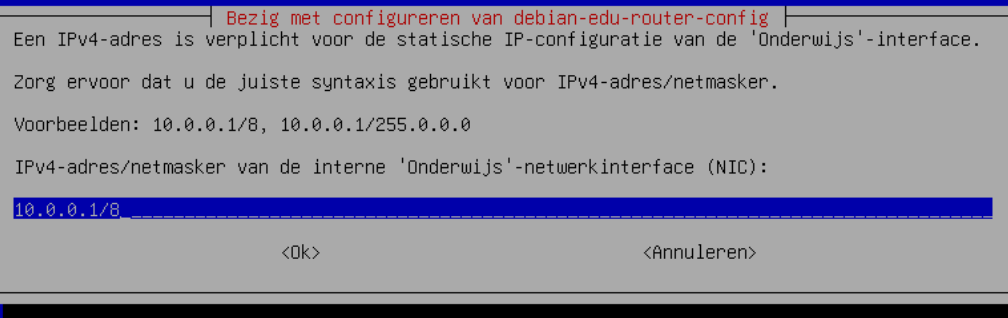 Bezig met configureren van debian-edu-router-config
Een IPv4-adres is verplicht voor de statische IP-configuratie van de 'Onderwijs'-interface.
Zorg ervoor dat u de juiste syntaxis gebruikt voor IPv4-adres/netmasker.
Voorbeelden: 10.0.0.1/8, 10.0.0.1/255.0.0.0
IPv4-adres/netmasker van de interne 'Onderwijs'-netwerkinterface (NIC):
10.0.0.1/8
<Ok> <Annuleren>